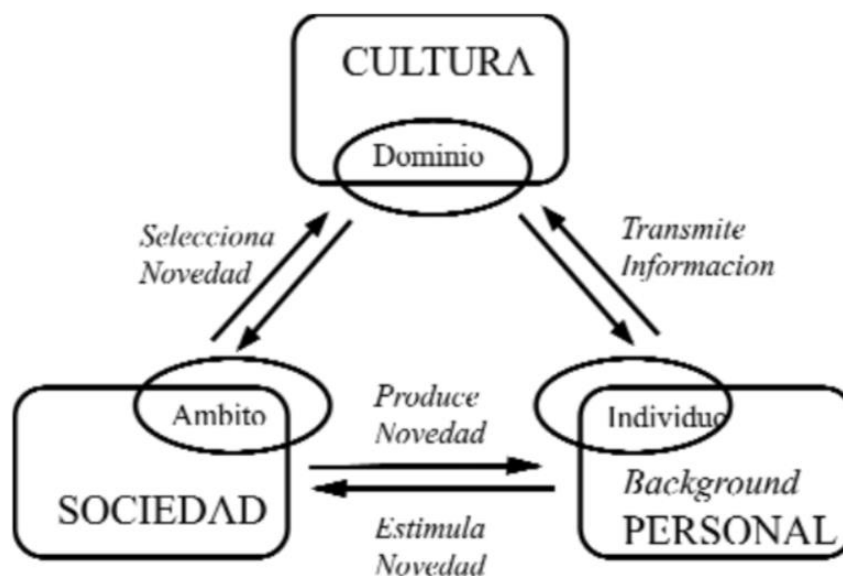 CULTURA
Dominio
Selecciona
Novedad
Transmite
Informacion
Ambito
SOCIEDAD
Produce
Novedad
Estimula
Novedad
Individuo
Background
PERSONAL